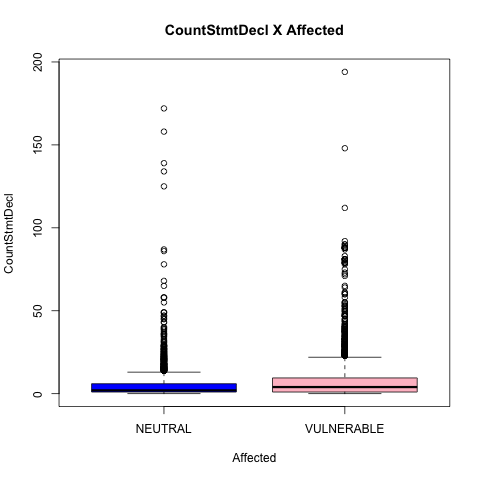 CountStmtDecl X Affected
200
150
100
50
0
CountStmtDecl
NEUTRAL VULNERABLE
Affected